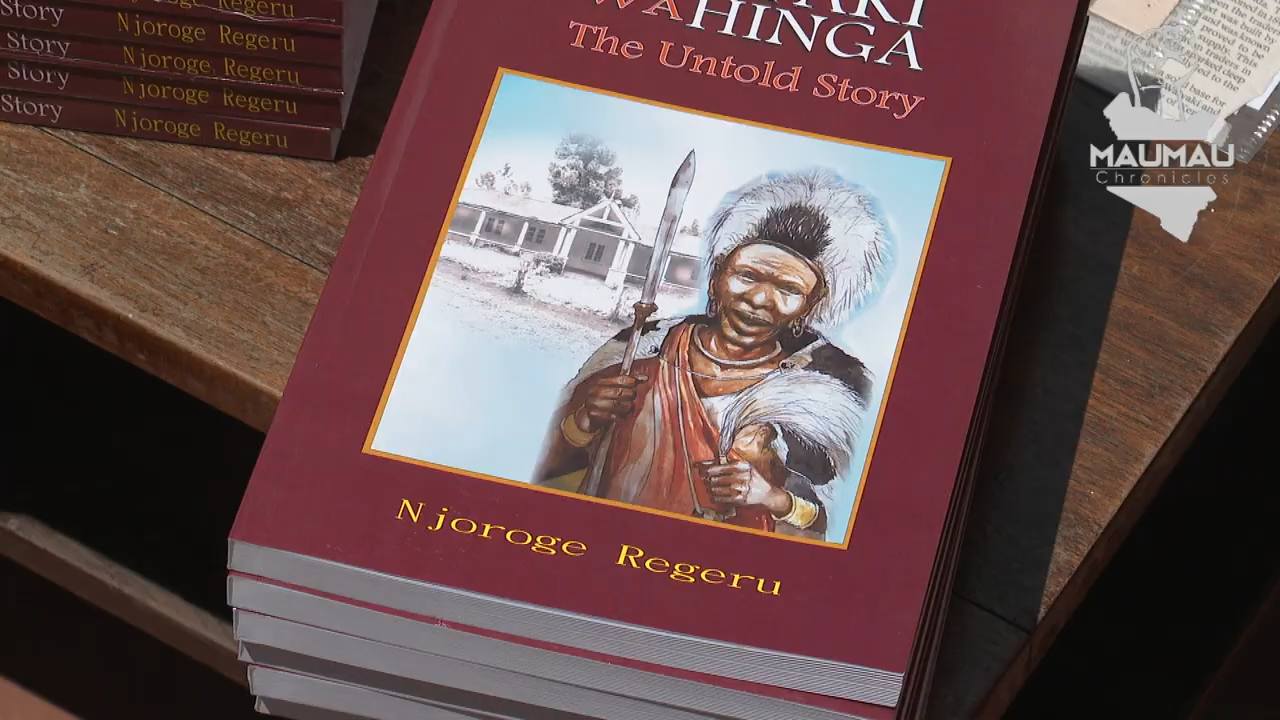 Story Njoroge Regeru
Story Njoroge Regeru
Story Njoroge Regeru
Story Njoroge Regeru
WAHINGA
The Untold Story
Njoroge Regeru
MAUMAU
Chronicles